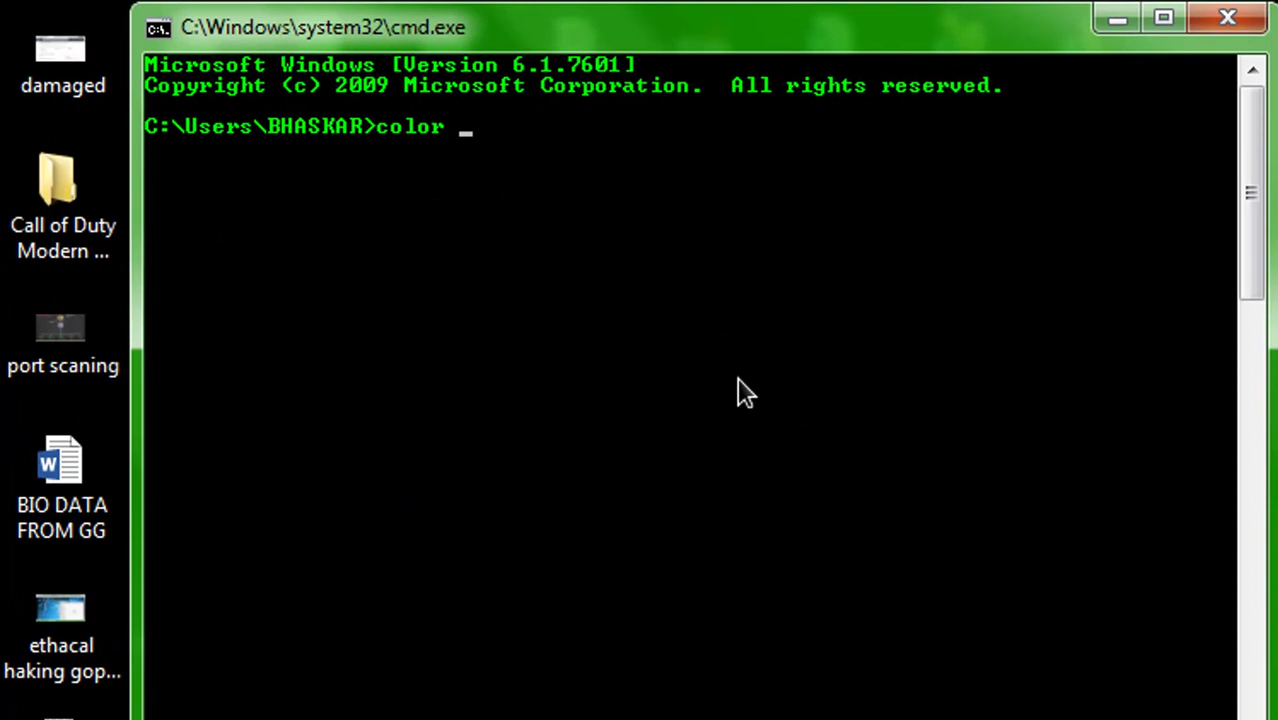 C:\Windows\system32\cmd.exe
Microsoft Windows [Version 6.1.7601]
Copyright (c) 2009 Microsoft Corporation.  All rights reserved.
C:\Users\BHASKAR>color _
damaged
Call of Duty
Modern ...
port scaning
BIO DATA
FROM GG
ethacal
haking gop...